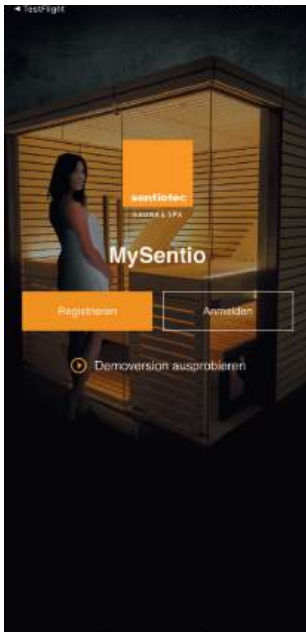 ◄ TestFlight
sentiotec
SAUNA & SPA
MySentio
Registrieren
Anmelden
Demoversion ausprobieren